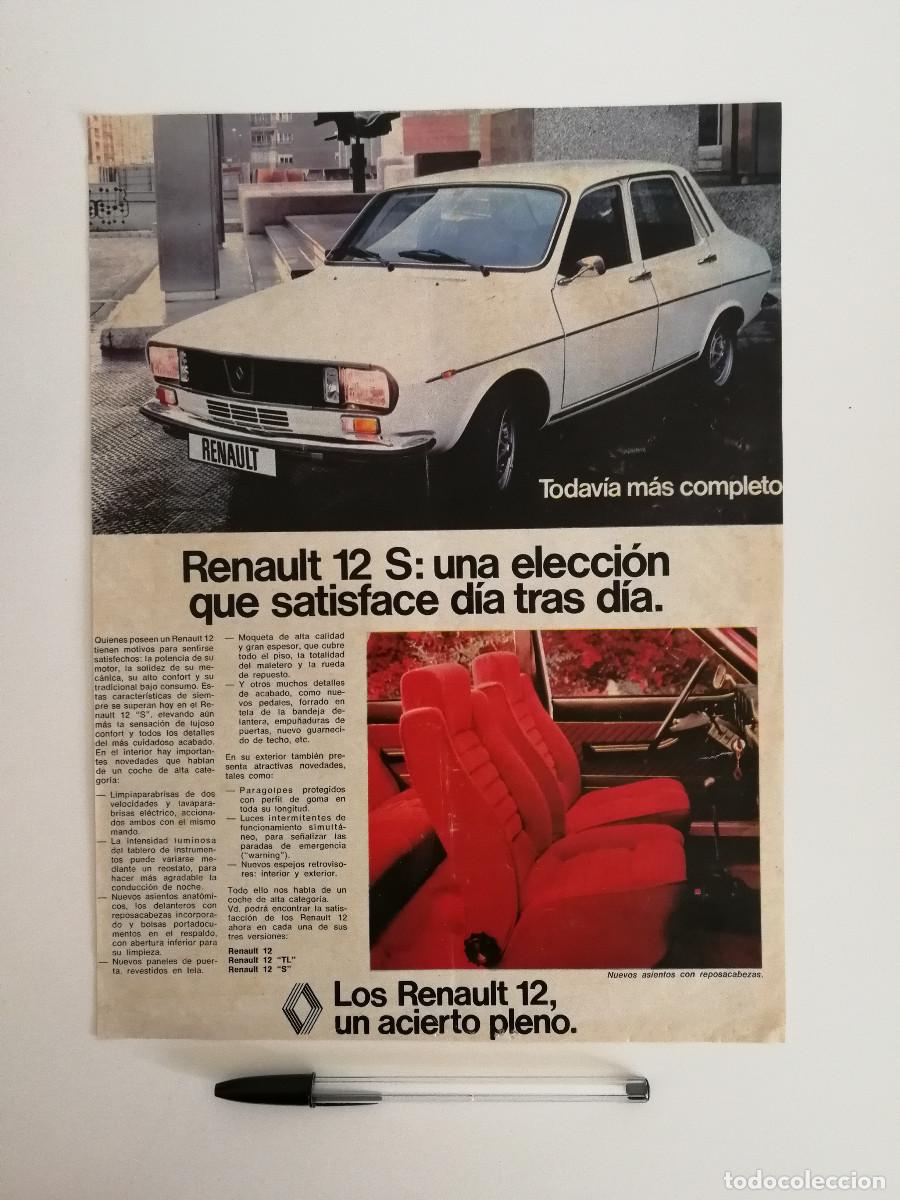 RENAULT
Todavía más completo
Renault 12 S: una elección
que satisface día tras día.
Quienes poseen un Renault 12
tienen motivos para sentirse
satisfechos: la potencia de su
motor, la solidez de su me-
cánica, su alto confort y su
tradicional bajo consumo. Es-
tas características de siem-
pre se superan hoy en el Re-
nault 12 "S", elevando aún
más la sensación de lujoso
confort y todos los detalles
del más cuidadoso acabado.
En el interior hay importan-
tes novedades que hablan
de un coche de alta cate-
goría:
— Limpiaparabrisas de dos
velocidades y lavapara-
brisas eléctrico, acciona-
dos ambos con el mismo
mando.
— La intensidad luminosa
del tablero de instrumen-
tos puede variarse me-
diante un reostato, para
hacer más agradable la
conducción de noche.
— Nuevos asientos anatómi-
cos, los delanteros con
reposacabezas incorpora-
do y bolsas portadocu-
mentos en el respaldo,
con abertura inferior para
su limpieza.
— Nuevos paneles de puer-
ta, revestidos en tela.
— Moqueta de alta calidad
y gran espesor, que cubre
todo el piso, la totalidad
del maletero y la rueda
de repuesto.
— Y otros muchos detalles
de acabado, como nue-
vos pedales, forrado en
tela de la bandeja de-
lantera, empuñaduras de
puertas, nuevo guarneci-
do de techo, etc.
En su exterior también pre-
senta atractivas novedades,
tales como:
— Paragolpes protegidos
con perfil de goma en
toda su longitud.
— Luces intermitentes de
funcionamiento simultá-
neo, para señalizar las
paradas de emergencia
("warning").
— Nuevos espejos retroviso-
res: interior y exterior.
Todo ello nos habla de un
coche de alta categoría.
Vd. podrá encontrar la satis-
facción de los Renault 12
ahora en cada una de sus
tres versiones:
Renault 12
Renault 12 "TL"
Renault 12 "S"
Nuevos asientos con reposacabezas.
Los Renault 12,
un acierto pleno.
todocoleccion